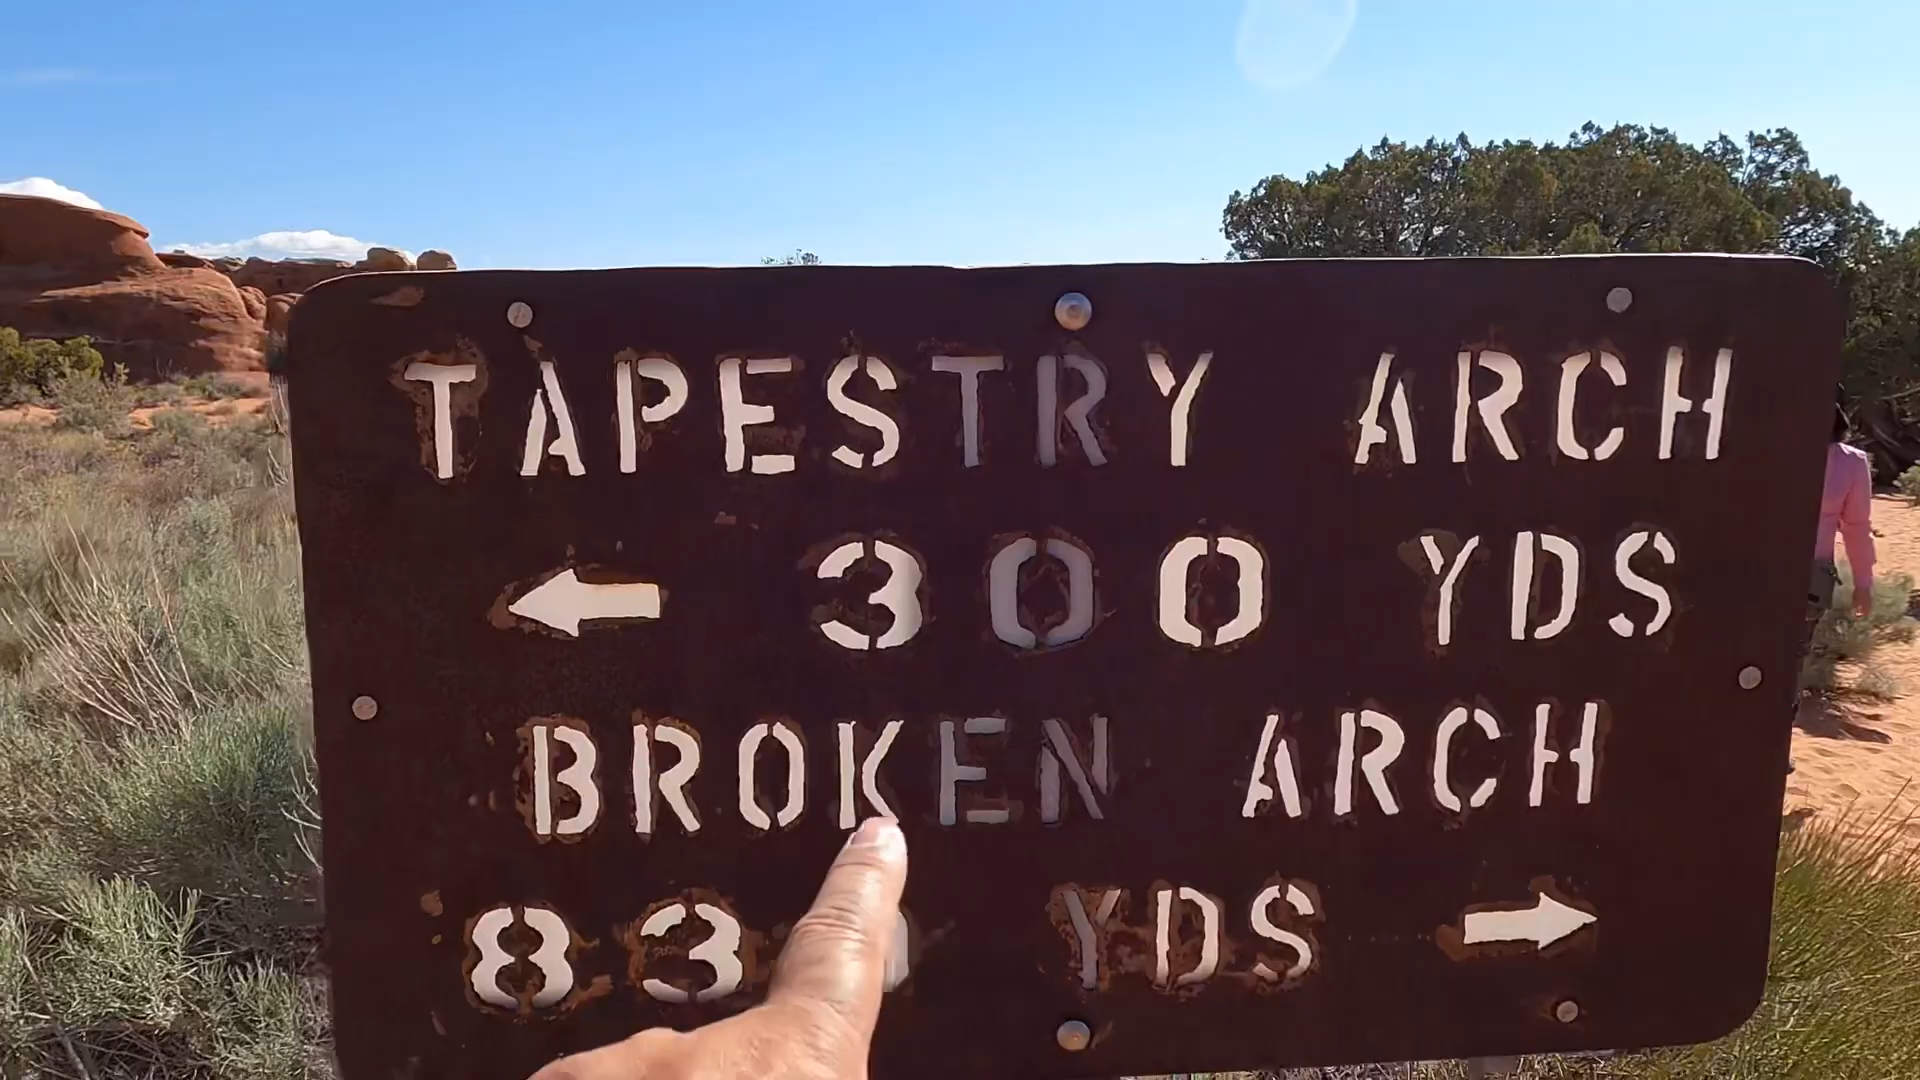 TAPESTRY ARCH
← 300 YDS
BROKEN ARCH
YDS →